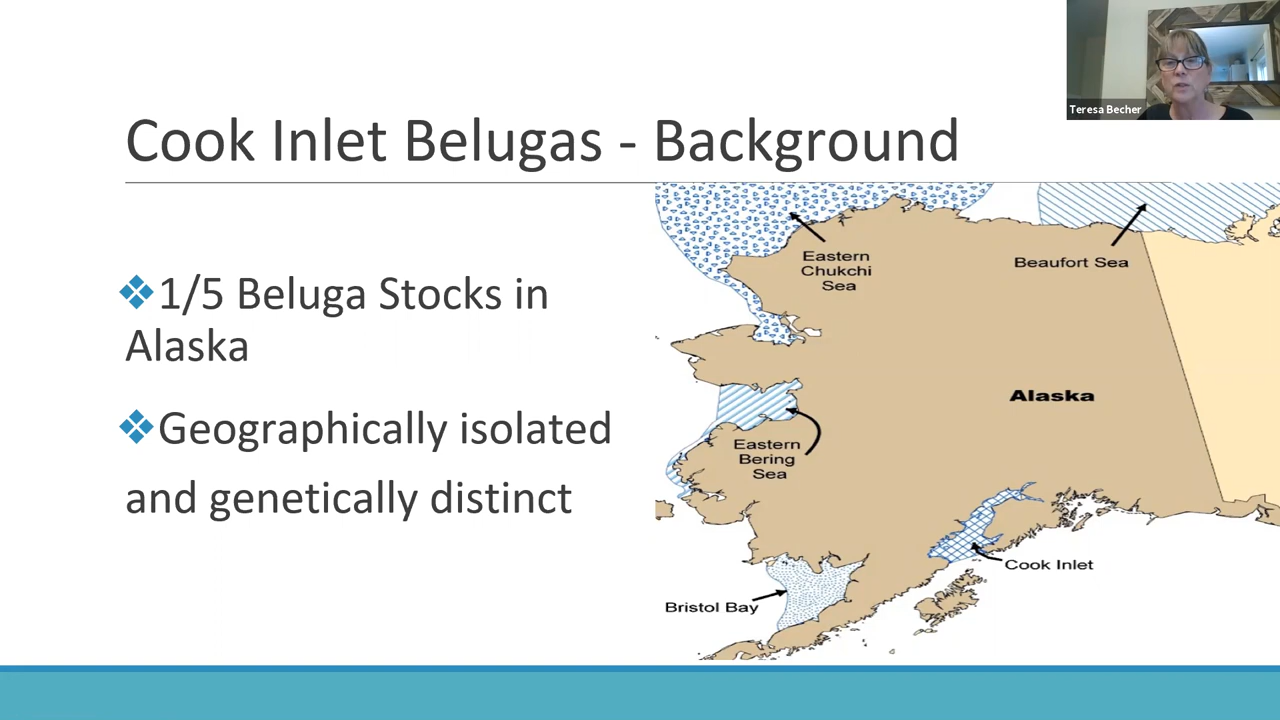 Teresa Becher
Cook Inlet Belugas - Background
❖1/5 Beluga Stocks in
Alaska
❖Geographically isolated
and genetically distinct
Eastern
Chukchi
Sea
Beaufort Sea
Alaska
Eastern
Bering
Sea
Cook Inlet
Bristol Bay